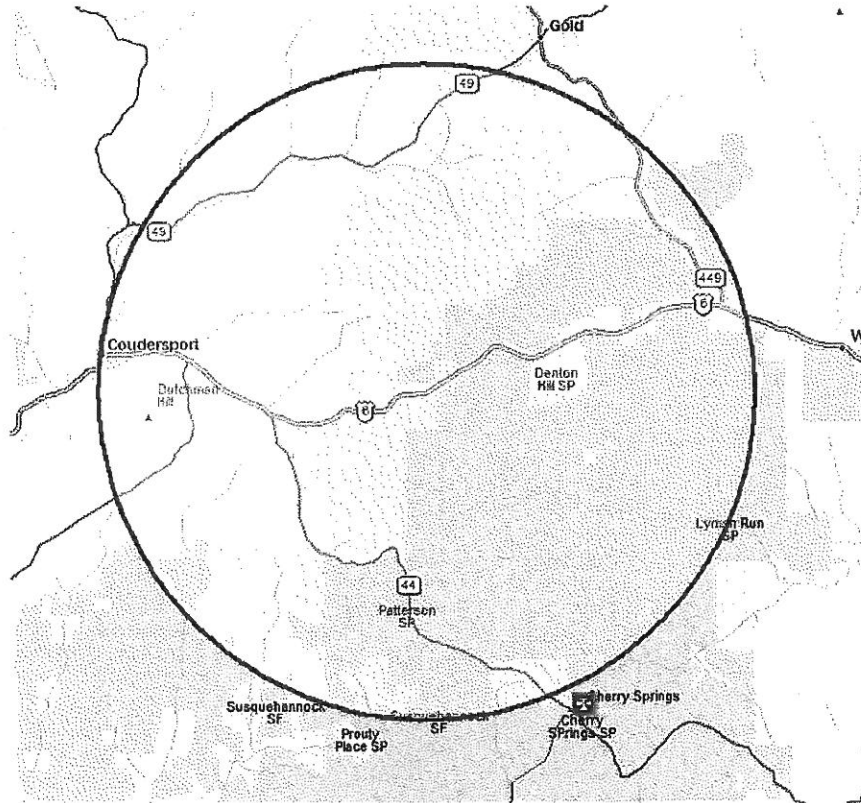 Gold
49
49
449
6
W
Coudersport
Denton
Hill SP
Dutchman
Hill
6
Lyman Run
SP
44
Patterson
SP
Cherry Springs
Susquehannock
SF
Susquehannock
SF
Cherry
SPrings SP
Prouty
Place SP